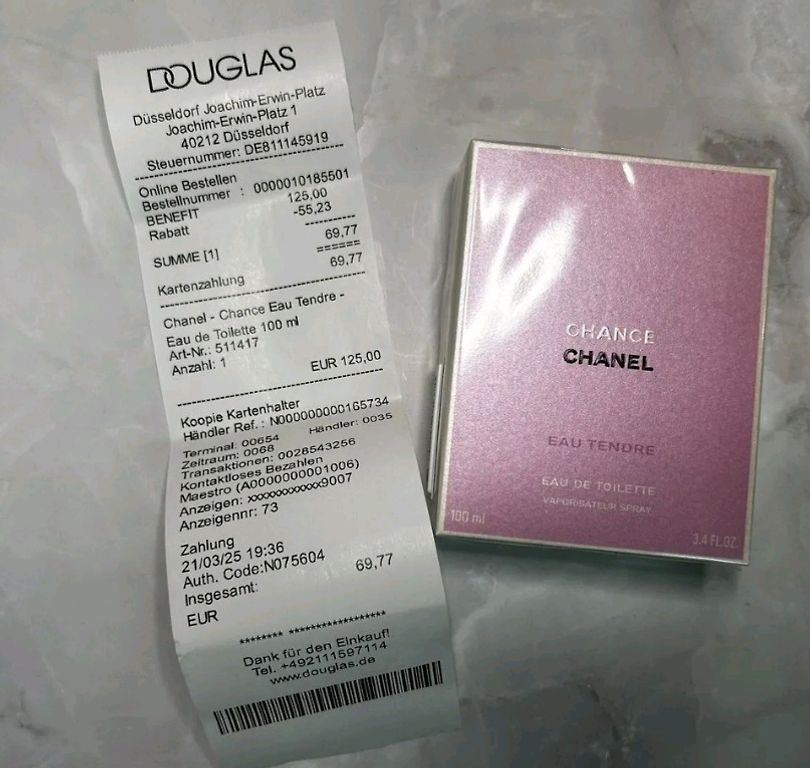 DOUGLAS
Düsseldorf Joachim-Erwin-Platz
Joachim-Erwin-Platz 1
40212 Düsseldorf
Steuernummer: DE811145919
Online Bestellen
Bestellnummer : 0000010185501
BENEFIT 125,00
Rabatt -55,23
SUMME [1] 69,77
Kartenzahlung 69,77
Chanel - Chance Eau Tendre -
Eau de Toilette 100 ml
Art-Nr.: 511417
Anzahl: 1 EUR 125,00
Koopie Kartenhalter
Händler Ref.: N000000000165734
Terminal: 00654 Händler: 0035
Zeitraum: 0068
Transaktionen: 0028543256
Kontaktloses Bezahlen
Maestro (A0000000001006)
Anzeigen: xxxxxxxxxxxx9007
Anzeigennr: 73
Zahlung
21/03/25 19:36
Auth. Code:N075604
Insgesamt: 69,77
EUR
******** ******************
Dank für den Einkauf!
Tel. +492111597114
www.douglas.de
CHANCE
CHANEL
EAU TENDRE
EAU DE TOILETTE
VAPORISATEUR SPRAY
100 ml 3.4 FL.OZ.